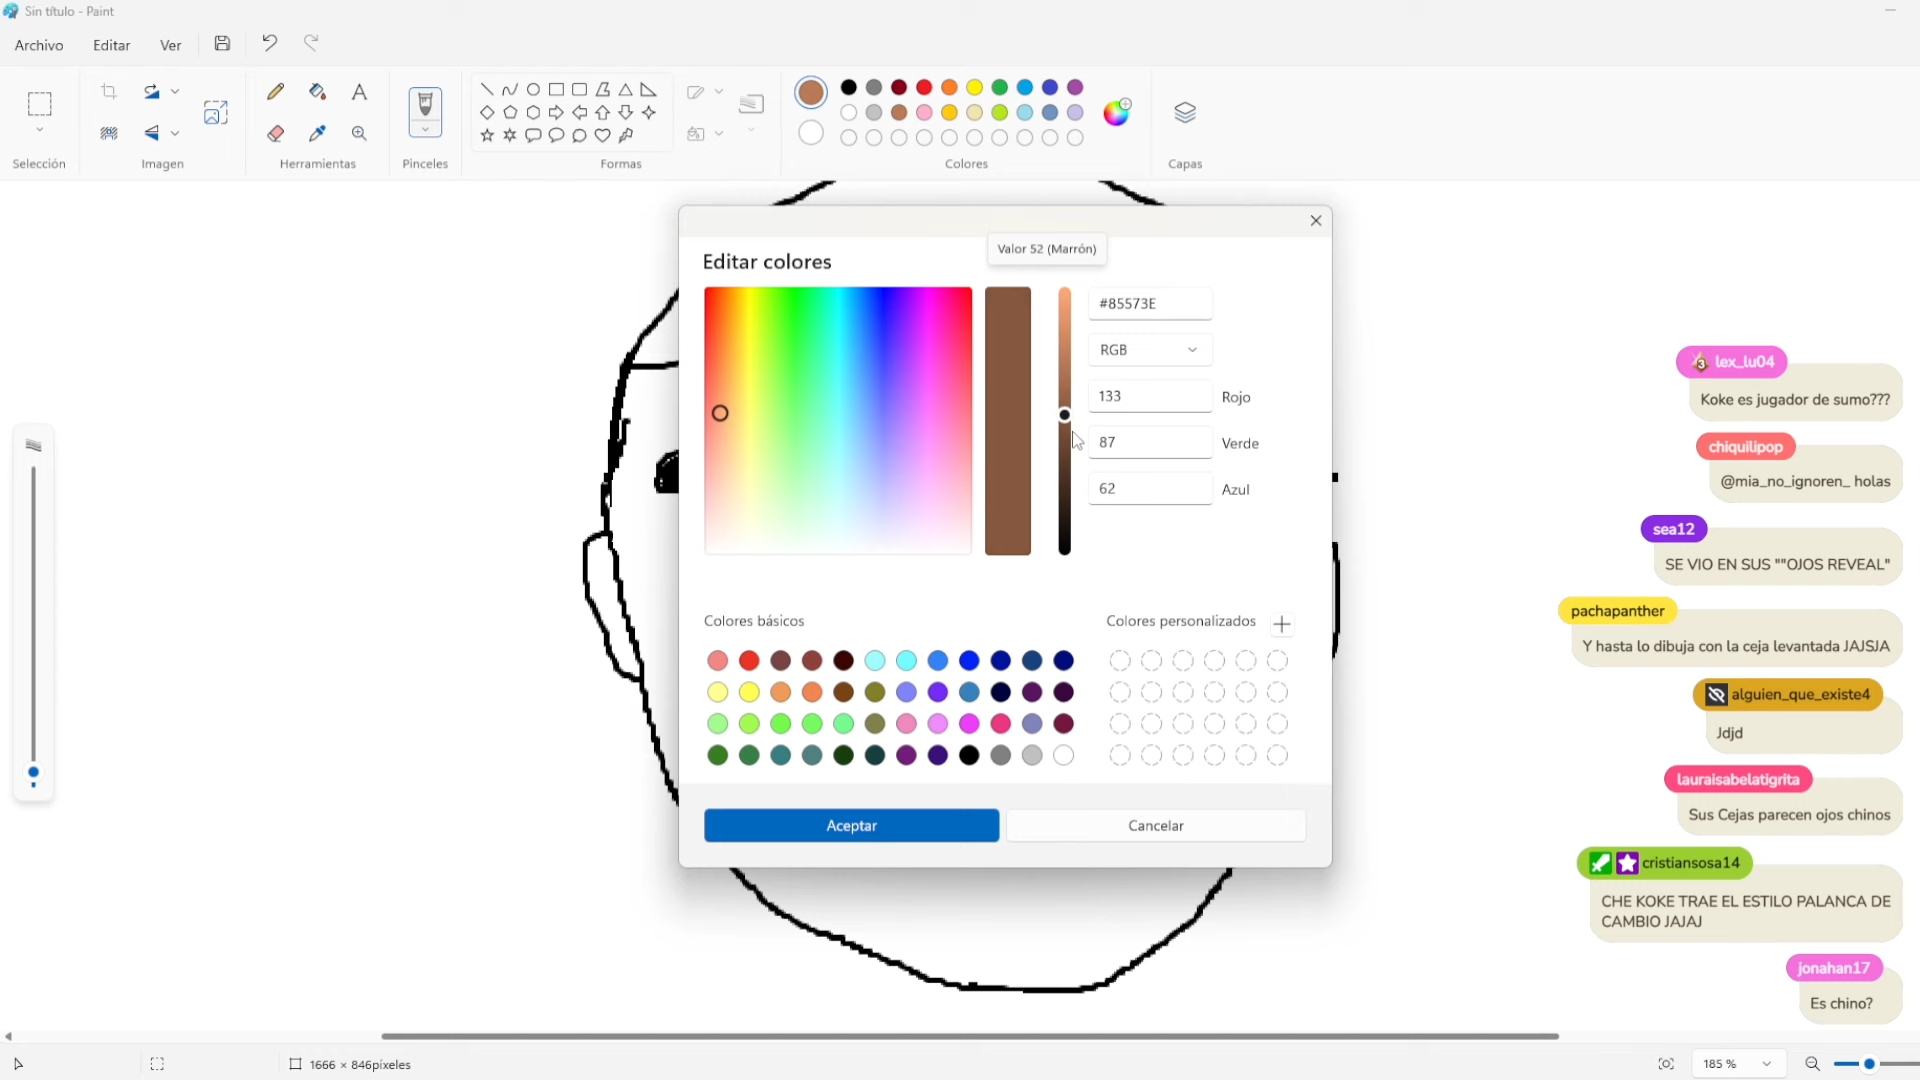 Sin título - Paint
Archivo
Editar
Ver
Selección
Imagen
Herramientas
Pinceles
Formas
Colores
Capas
Valor 52 (Marrón)
Editar colores
#85573E
RGB
133
Rojo
87
Verde
62
Azul
Colores básicos
Colores personalizados
Aceptar
Cancelar
3 lex_lu04
Koke es jugador de sumo???
chiquilipop
@mia_no_ignoren_ holas
sea12
SE VIO EN SUS ""OJOS REVEAL"
pachapanther
Y hasta lo dibuja con la ceja levantada JAJSJA
alguien_que_existe4
Jdjd
lauraisabelatigrita
Sus Cejas parecen ojos chinos
cristiansosa14
CHE KOKE TRAE EL ESTILO PALANCA DE
CAMBIO JAJAJ
jonahan17
Es chino?
1666 × 846píxeles
185 %